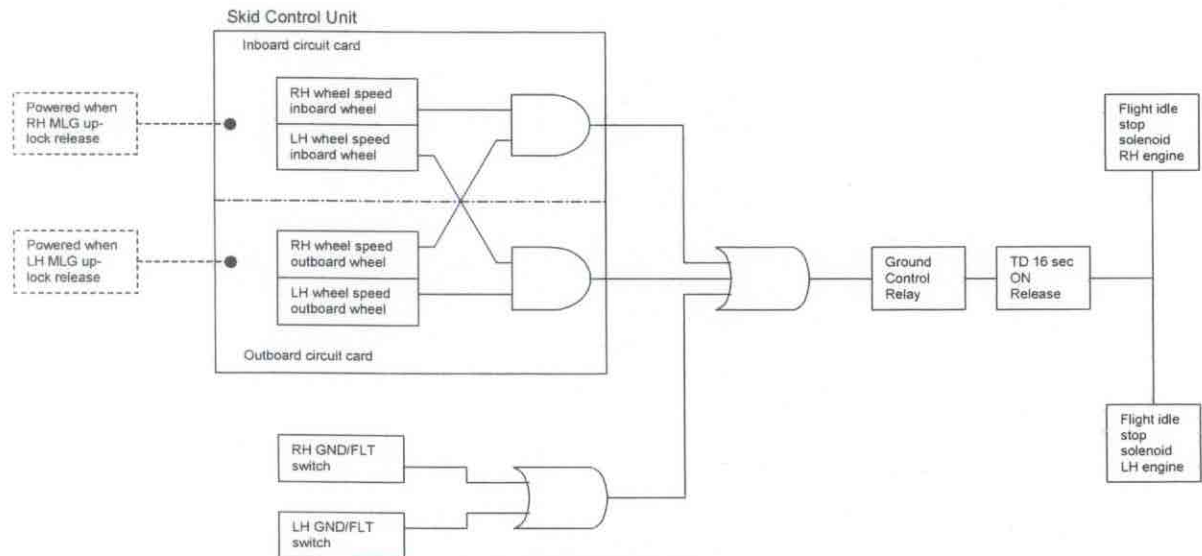 Skid Control Unit
Inboard circuit card
Powered when
RH MLG up-
lock release
RH wheel speed
inboard wheel
LH wheel speed
inboard wheel
Powered when
LH MLG up-
lock release
RH wheel speed
outboard wheel
LH wheel speed
outboard wheel
Outboard circuit card
RH GND/FLT
switch
LH GND/FLT
switch
Ground
Control
Relay
TD 16 sec
ON
Release
Flight idle
stop
solenoid
RH engine
Flight idle
stop
solenoid
LH engine